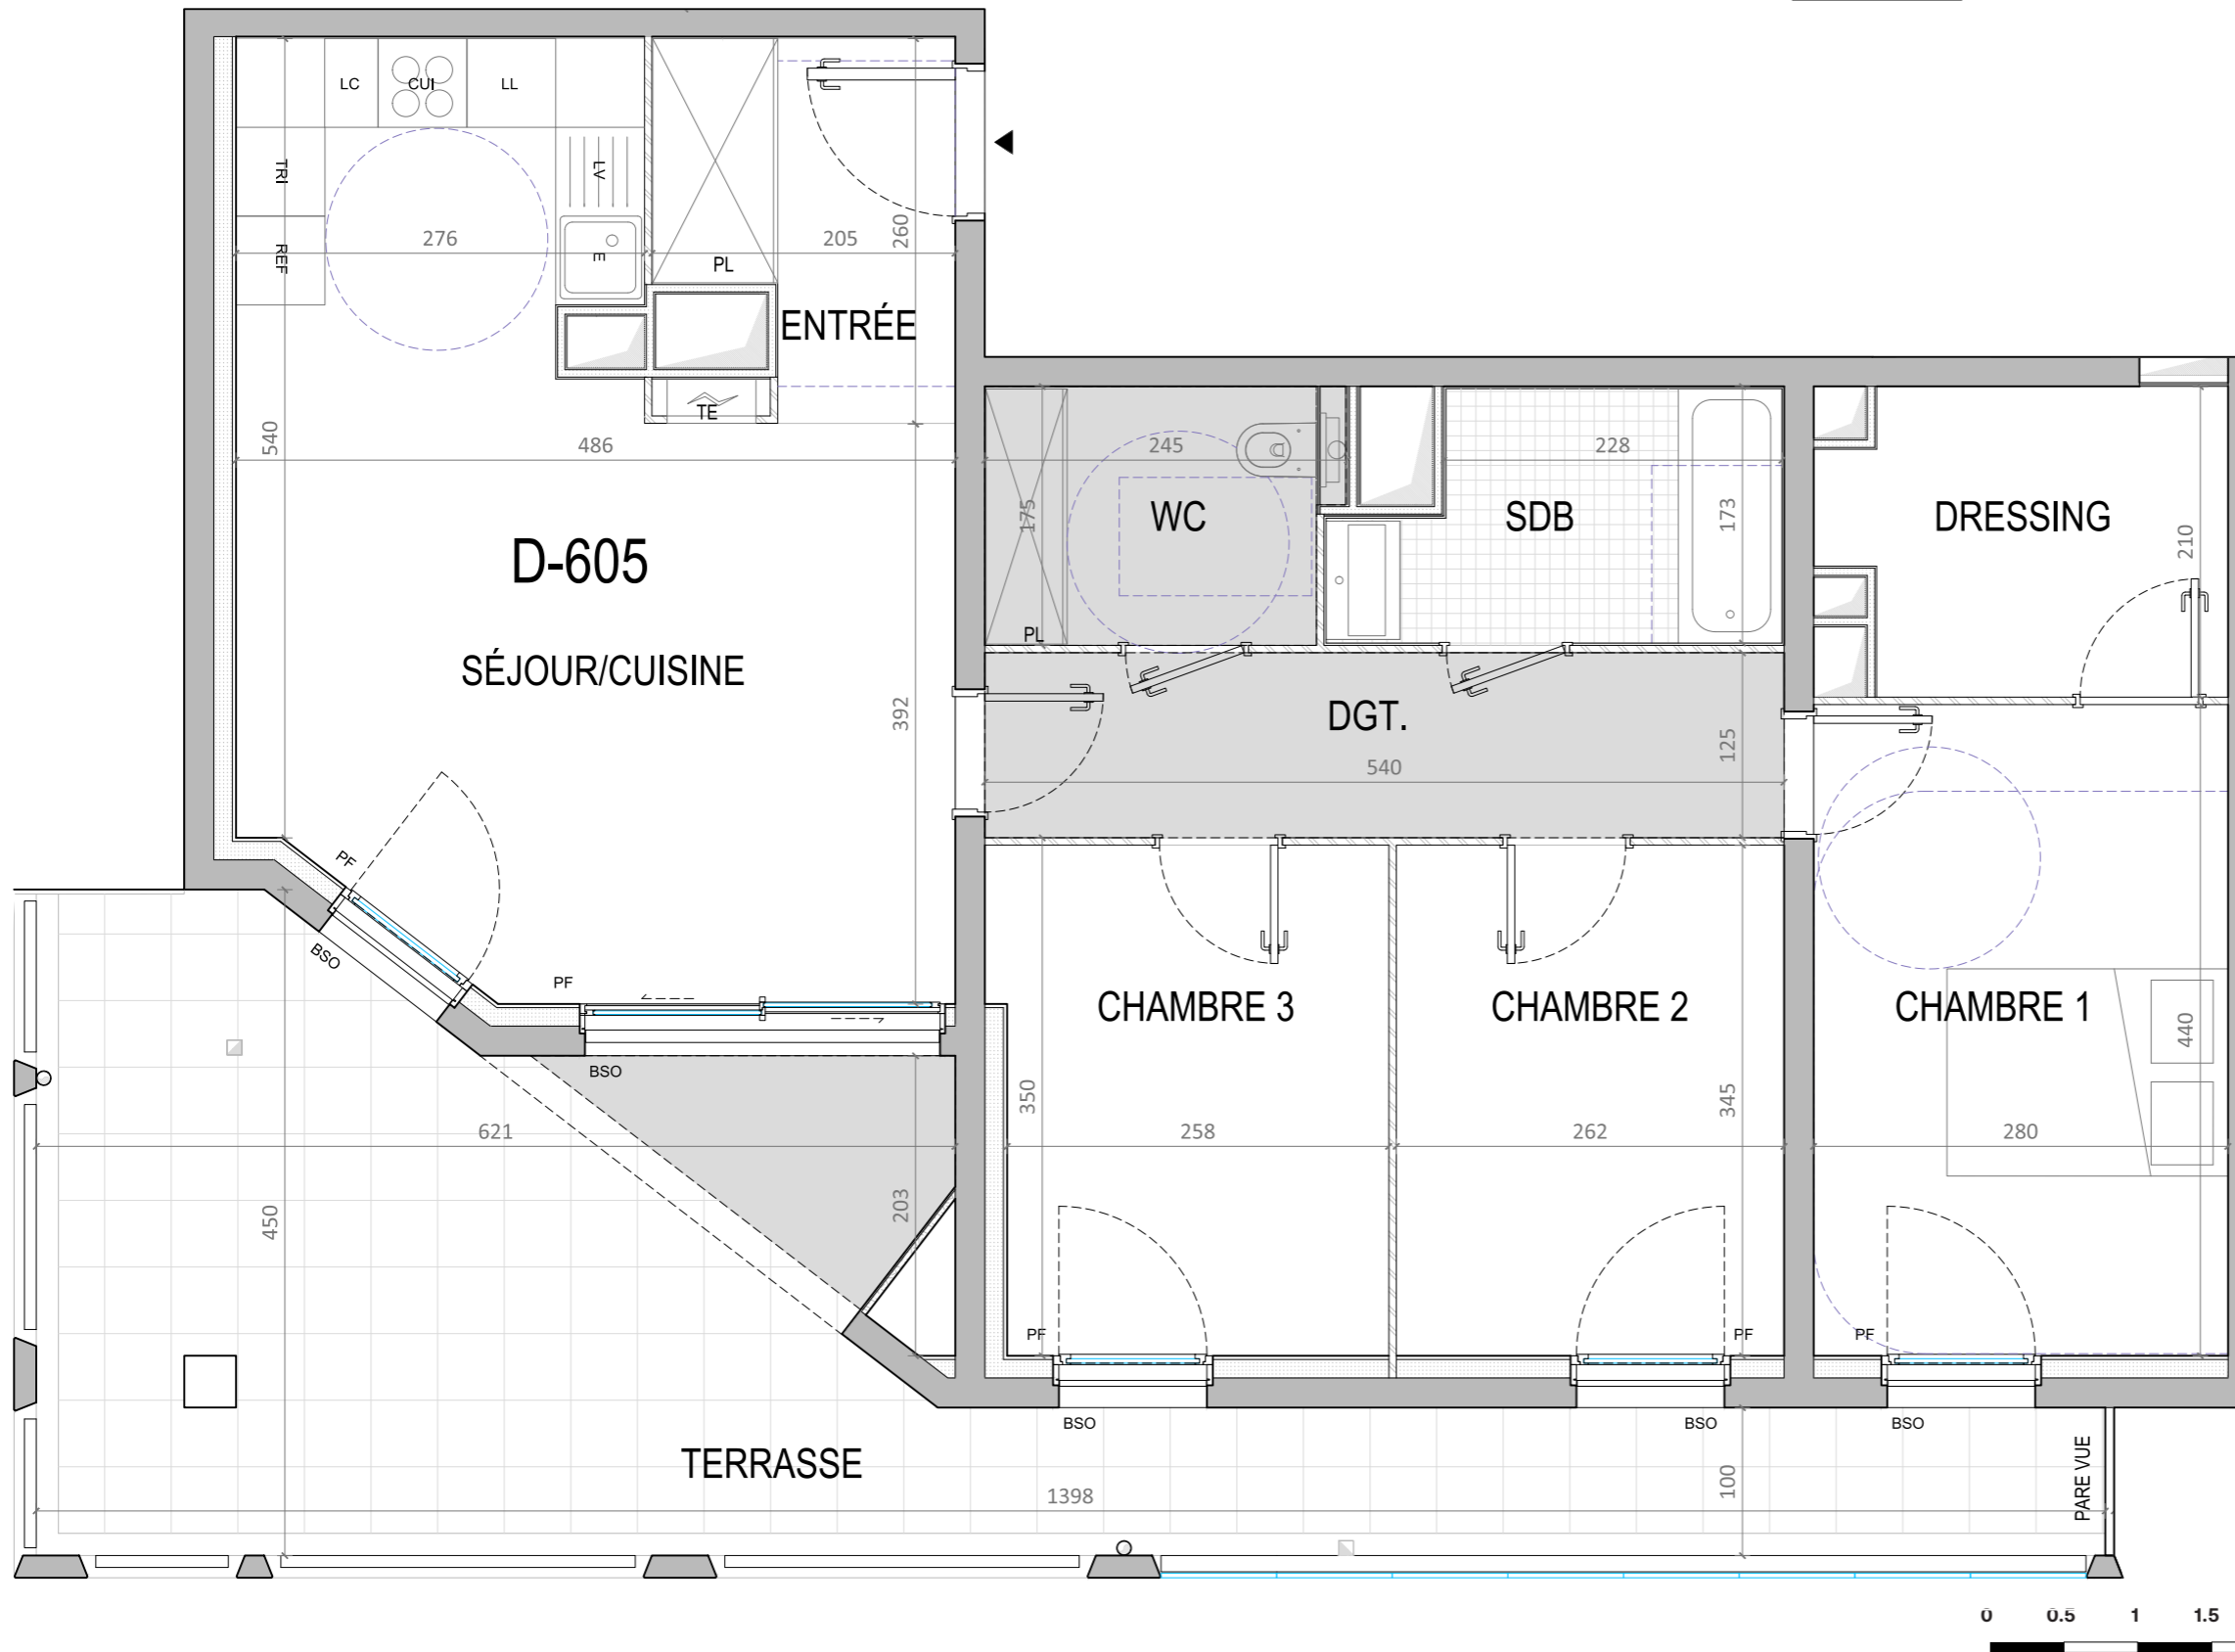 LC
CUI
LL
TRI
LV
REF
E
276
205
260
PL
ENTRÉE
TE
540
486
245
228
175
WC
SDB
173
DRESSING
210
D-605
PL
SÉJOUR/CUISINE
392
DGT.
125
540
PF
BSO
PF
BSO
CHAMBRE 3
CHAMBRE 2
CHAMBRE 1
440
350
345
621
258
262
280
450
203
PF
PF
PF
BSO
BSO
BSO
TERRASSE
1398
100
PARE VUE
0 0.5 1 1.5